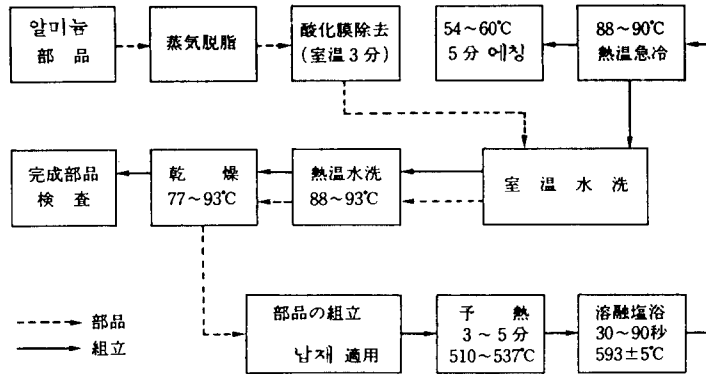 알미늄
部品
蒸気脱脂
酸化膜除去
(室温3分)
54~60℃
5分 에칭
88~90℃
熱温急冷
完成部品
検査
乾燥
77~93℃
熱温水洗
88~93℃
室温水洗
部品
組立
部品の組立
납재 適用
子熱
3~5分
510~537℃
溶融塩浴
30~90秒
593±5℃